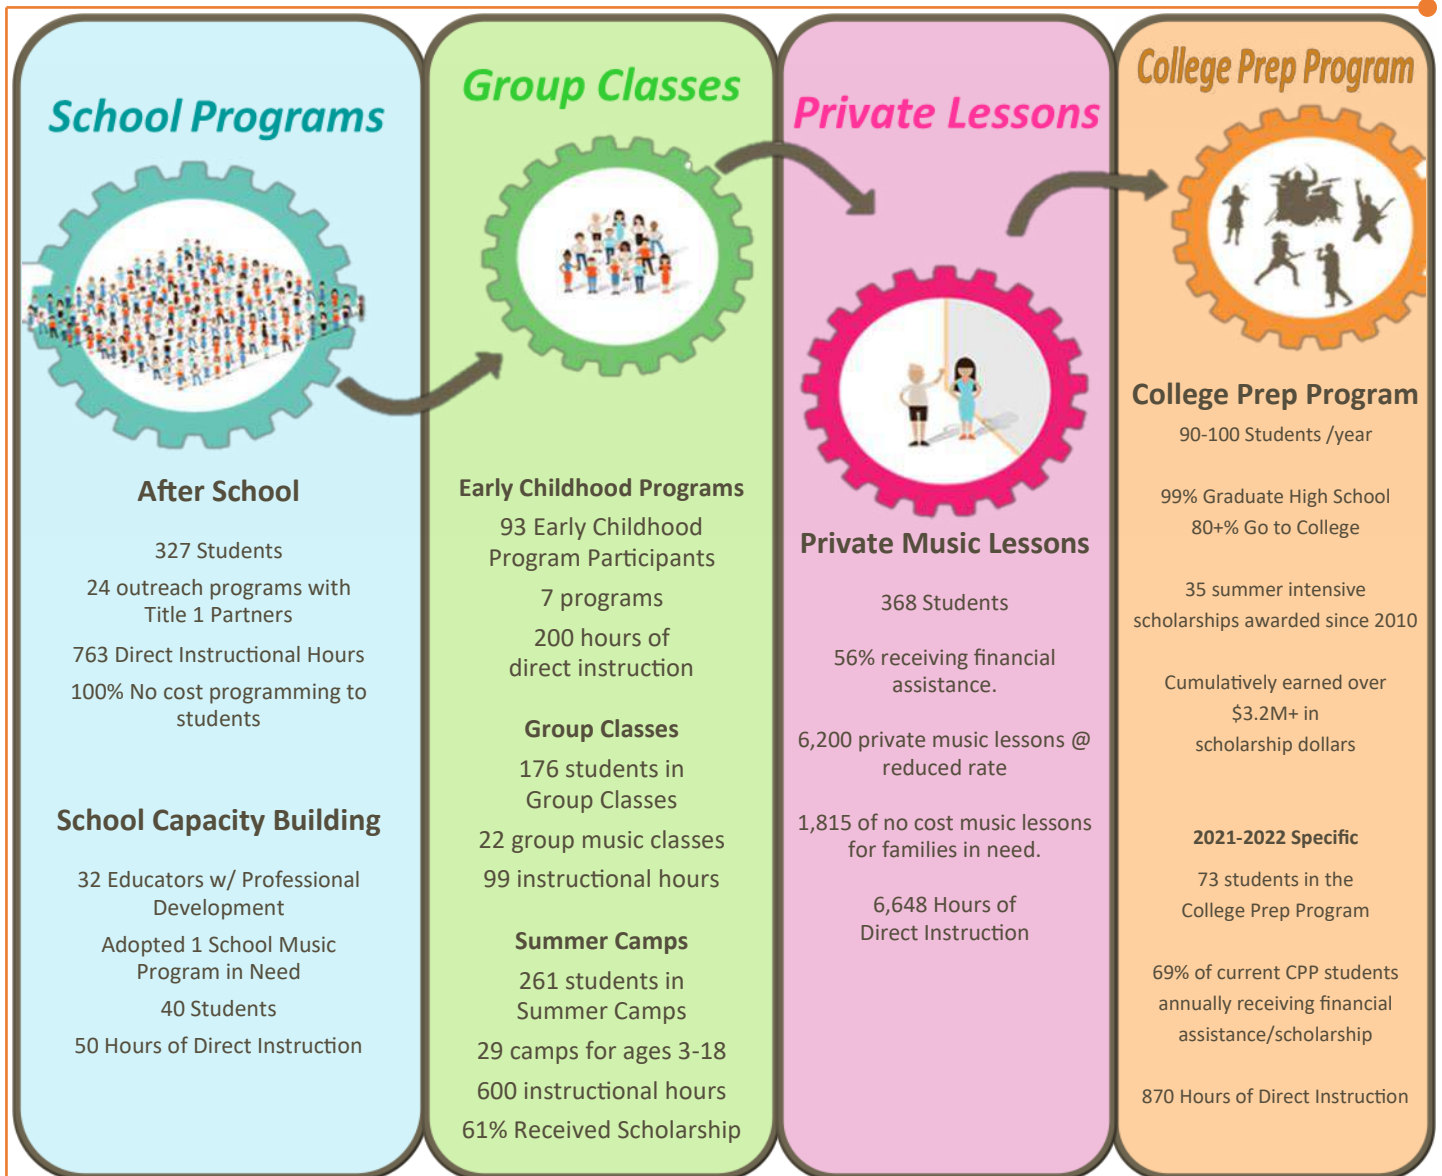 School Programs
After School
327 Students
24 outreach programs with
Title 1 Partners
763 Direct Instructional Hours
100% No cost programming to
students
School Capacity Building
32 Educators w/ Professional
Development
Adopted 1 School Music
Program in Need
40 Students
50 Hours of Direct Instruction
Group Classes
Early Childhood Programs
93 Early Childhood
Program Participants
7 programs
200 hours of
direct instruction
Group Classes
176 students in
Group Classes
22 group music classes
99 instructional hours
Summer Camps
261 students in
Summer Camps
29 camps for ages 3-18
600 instructional hours
61% Received Scholarship
Private Lessons
Private Music Lessons
368 Students
56% receiving financial
assistance.
6,200 private music lessons @
reduced rate
1,815 of no cost music lessons
for families in need.
6,648 Hours of
Direct Instruction
College Prep Program
College Prep Program
90-100 Students /year
99% Graduate High School
80+% Go to College
35 summer intensive
scholarships awarded since 2010
Cumulatively earned over
$3.2M+ in
scholarship dollars
2021-2022 Specific
73 students in the
College Prep Program
69% of current CPP students
annually receiving financial
assistance/scholarship
870 Hours of Direct Instruction